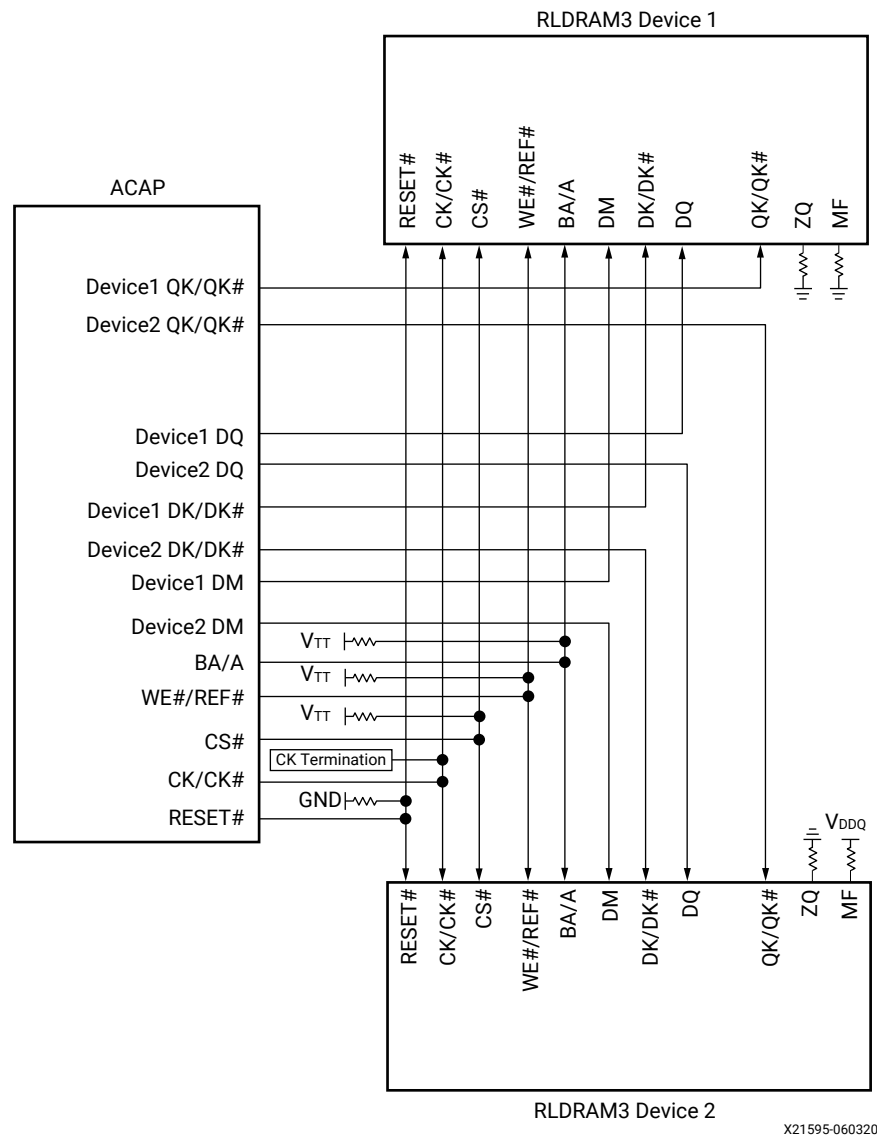 RLDRAM3 Device 1
RESET#
CK/CK#
CS#
WE#/REF#
BA/A
DM
DK/DK#
DQ
QK/QK#
ZQ
MF
ACAP
Device1 QK/QK#
Device2 QK/QK#
Device1 DQ
Device2 DQ
Device1 DK/DK#
Device2 DK/DK#
Device1 DM
Device2 DM
VTT
BA/A
VTT
WE#/REF#
VTT
CS#
CK Termination
CK/CK#
GND
RESET#
VDDQ
RESET#
CK/CK#
CS#
WE#/REF#
BA/A
DM
DK/DK#
DQ
QK/QK#
ZQ
MF
RLDRAM3 Device 2
X21595-060320